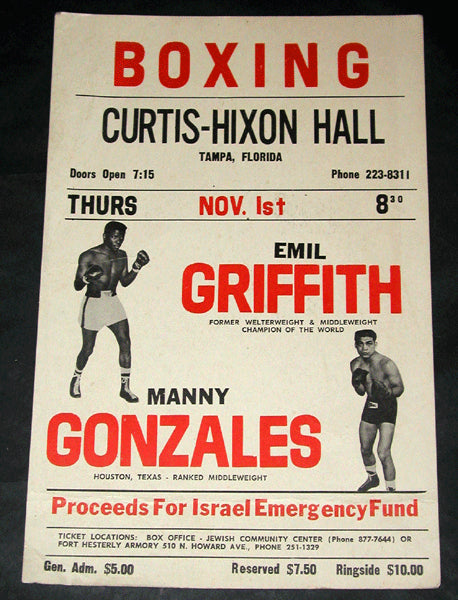 BOXING
CURTIS-HIXON HALL
TAMPA, FLORIDA
Doors Open 7:15 Phone 223-8311
THURS NOV. 1st 8 30
EMIL
GRIFFITH
FORMER WELTERWEIGHT & MIDDLEWEIGHT
CHAMPION OF THE WORLD
MANNY
GONZALES
HOUSTON, TEXAS - RANKED MIDDLEWEIGHT
Proceeds For Israel Emergency Fund
TICKET LOCATIONS: BOX OFFICE - JEWISH COMMUNITY CENTER (Phone 877-7644) OR
FORT HESTERLY ARMORY 510 N. HOWARD AVE., PHONE 251-1329
Gen. Adm. $5.00 Reserved $7.50 Ringside $10.00